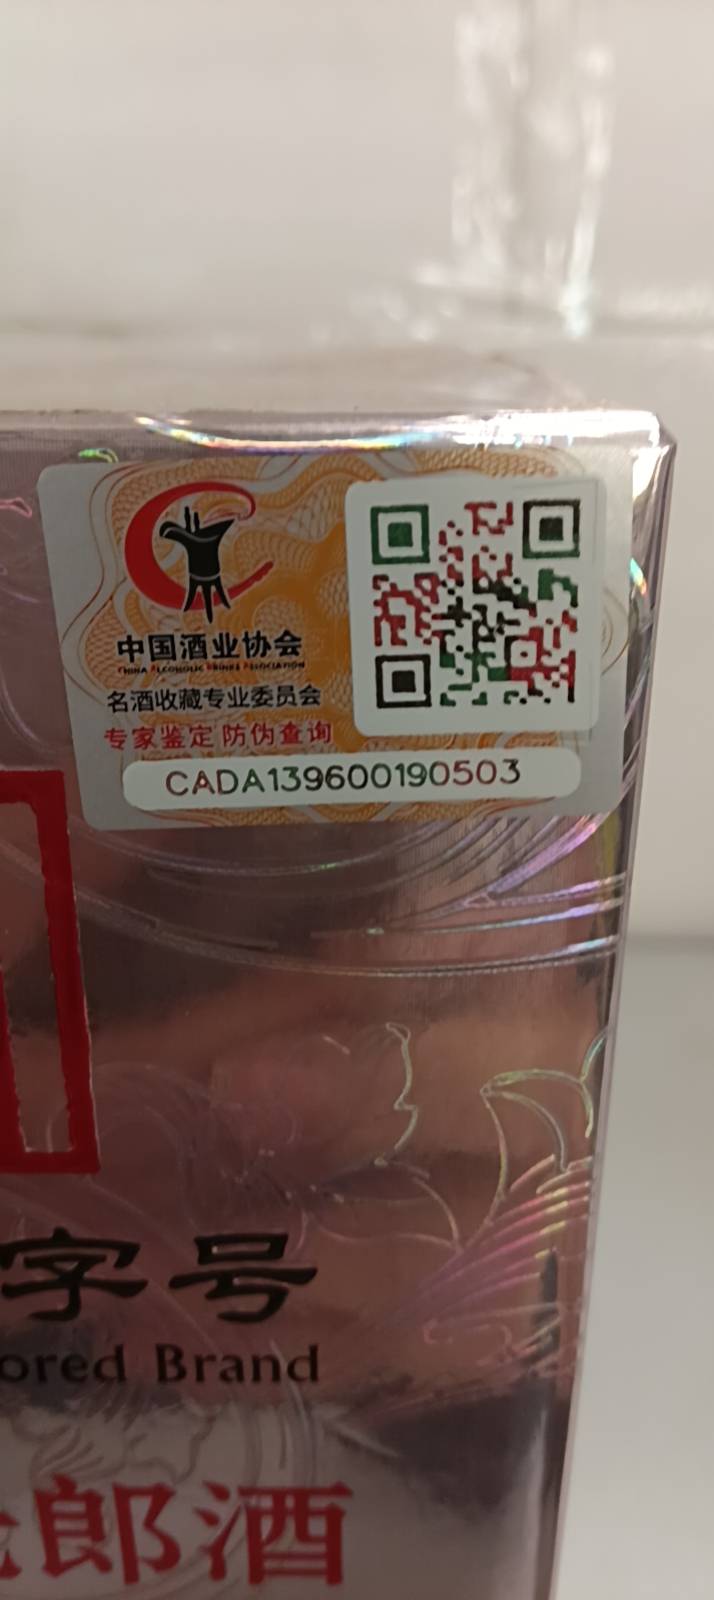 中国酒业协会
CHINA ALCOHOLIC DRINKS ASSOCIATION
名酒收藏专业委员会
专家鉴定 防伪查询
CADA139600190503
字号
ored Brand
郎酒